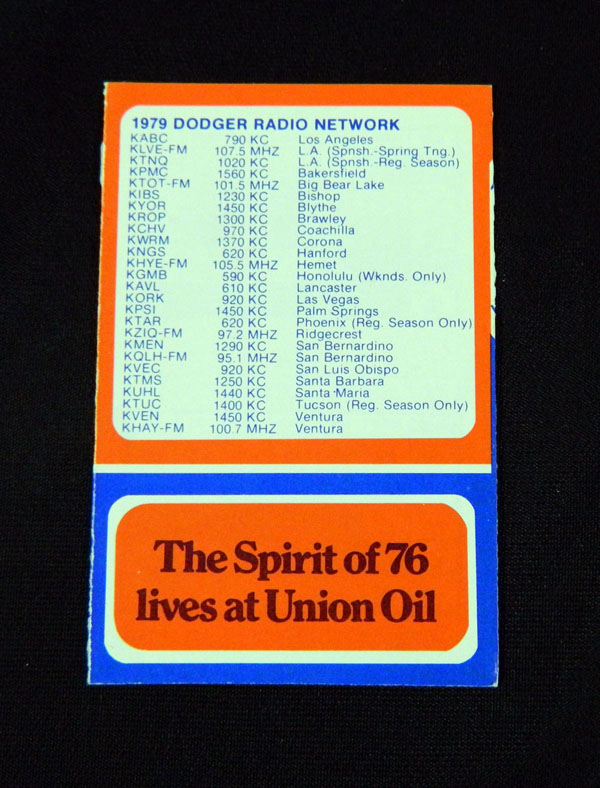 1979 DODGER RADIO NETWORK
KABC 790 KC Los Angeles
KLVE-FM 107.5 MHZ L.A. (Spnsh.-Spring Tng.)
KTNQ 1020 KC L.A. (Spnsh.-Reg. Season)
KPMC 1560 KC Bakersfield
KTOT-FM 101.5 MHZ Big Bear Lake
KIBS 1230 KC Bishop
KYOR 1450 KC Blythe
KROP 1300 KC Brawley
KCHV 970 KC Coachilla
KWRM 1370 KC Corona
KNGS 620 KC Hanford
KHYE-FM 105.5 MHZ Hemet
KGMB 590 KC Honolulu (Wknds. Only)
KAVL 610 KC Lancaster
KORK 920 KC Las Vegas
KPSI 1450 KC Palm Springs
KTAR 620 KC Phoenix (Reg. Season Only)
KZIQ-FM 97.2 MHZ Ridgecrest
KMEN 1290 KC San Bernardino
KQLH-FM 95.1 MHZ San Bernardino
KVEC 920 KC San Luis Obispo
KTMS 1250 KC Santa Barbara
KUHL 1440 KC Santa Maria
KTUC 1400 KC Tucson (Reg. Season Only)
KVEN 1450 KC Ventura
KHAY-FM 100.7 MHZ Ventura
The Spirit of 76
lives at Union Oil